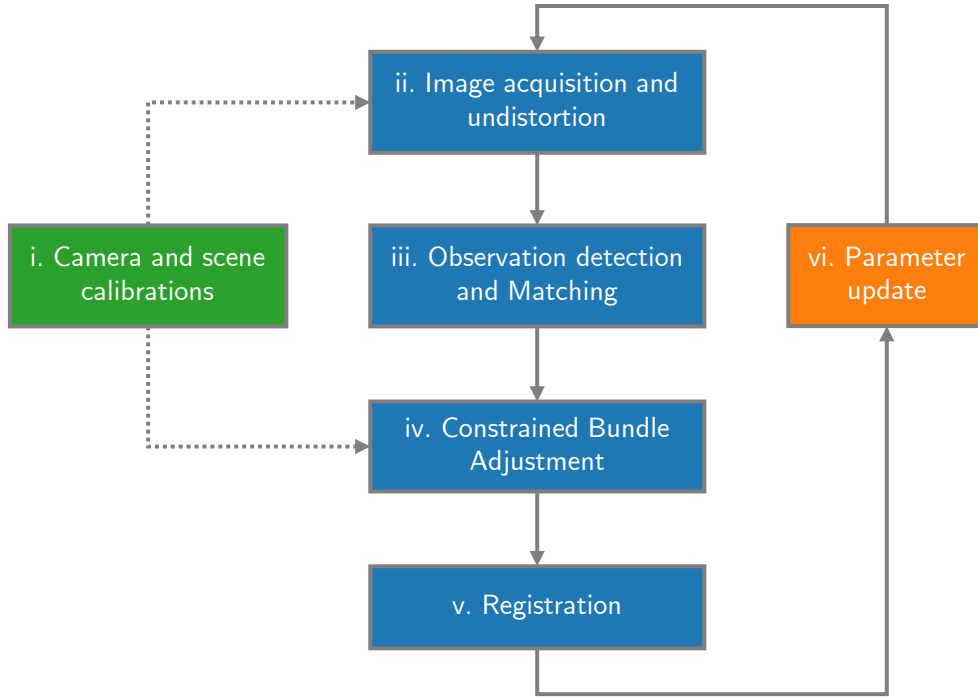 ii. Image acquisition and
undistortion
i. Camera and scene
calibrations
iii. Observation detection
and Matching
vi. Parameter
update
iv. Constrained Bundle
Adjustment
v. Registration